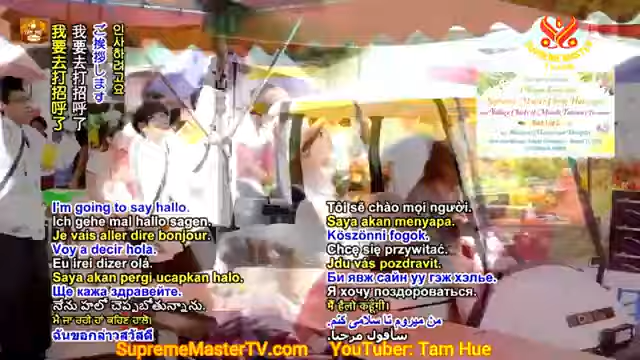 我要去打招呼了
我要去打招呼了
ご挨拶します
인사하려고요
SUPREME MASTER
I'm going to say hallo.
Ich gehe mal hallo sagen.
Je vais aller dire bonjour.
Voy a decir hola.
Eu irei dizer olá.
Saya akan pergi ucapkan halo.
Ще кажа здравейте.
నేను హలో చెప్పబోతున్నాను.
ਮੈਂ ਜਾ ਰਹੀ ਹਾਂ ਕਹਿਣ ਹਾਲੋ।
ฉันขอกล่าวสวัสดี
Tôi sẽ chào mọi người.
Saya akan menyapa.
Köszönni fogok.
Chcę się przywitać.
Jdu vás pozdravit.
Би явж сайн уу гэж хэлье.
Я хочу поздороваться.
मैं हैलो कहूँगी।
من میروم تا سلامی کنم.
سأقول مرحبا.
SupremeMasterTV.com YouTuber: Tam Hue